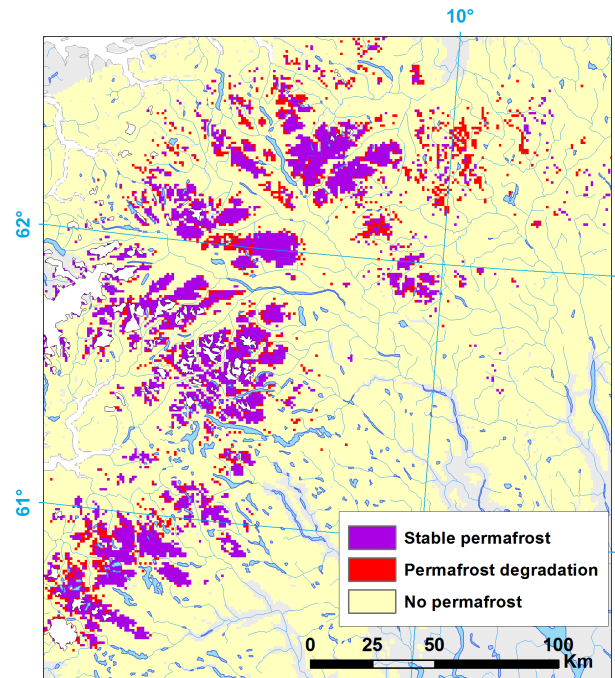 10°
62°
61°
Stable permafrost
Permafrost degradation
No permafrost
0 25 50 100
Km